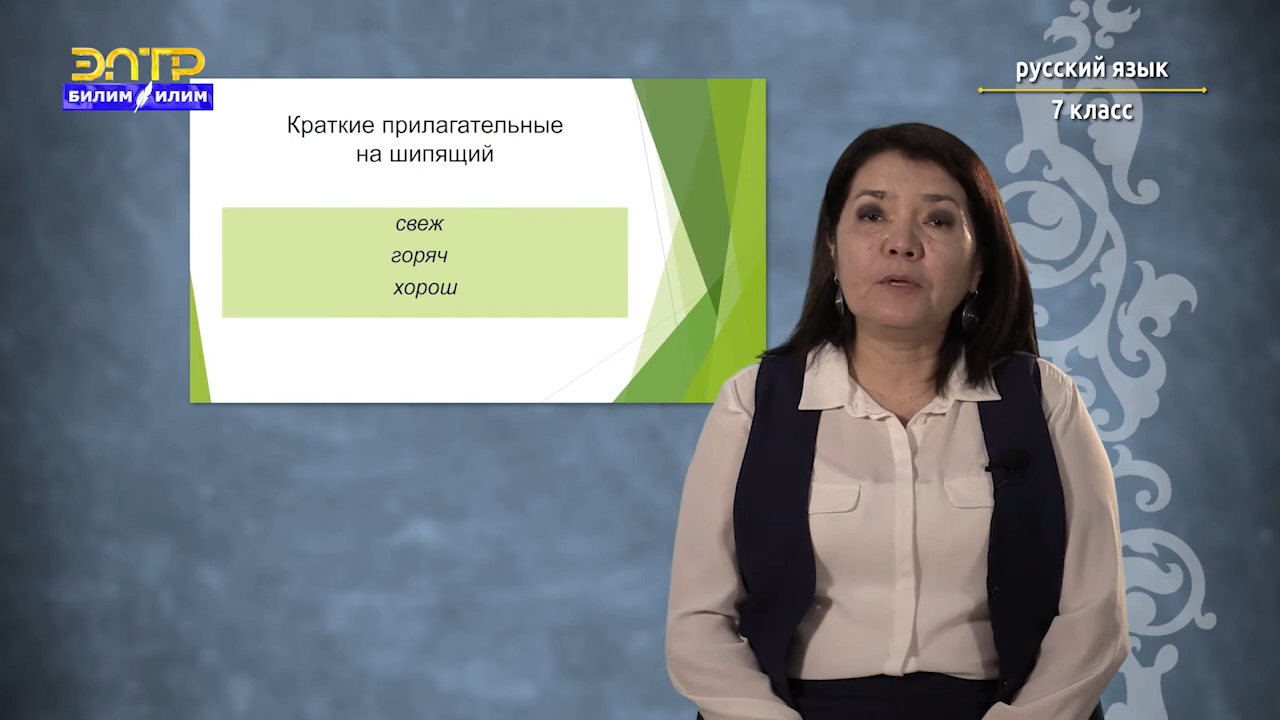 ЭЛТР
БИЛИМ ИЛИМ
русский язык
7 класс
Краткие прилагательные
на шипящий
свеж
горяч
хорош